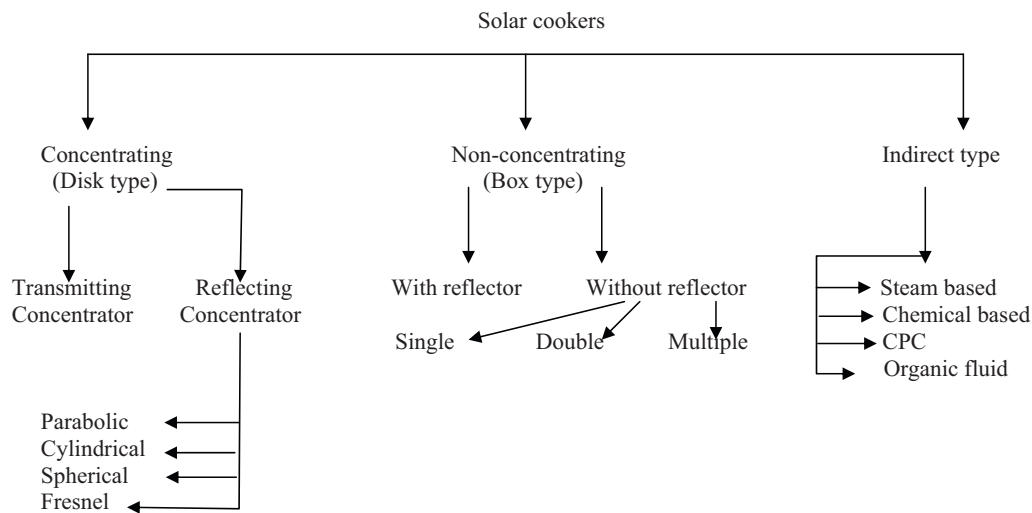 Solar cookers
Concentrating
(Disk type)
Non-concentrating
(Box type)
Indirect type
Transmitting
Concentrator
Reflecting
Concentrator
With reflector
Without reflector
Single
Double
Multiple
Steam based
Chemical based
CPC
Organic fluid
Parabolic
Cylindrical
Spherical
Fresnel